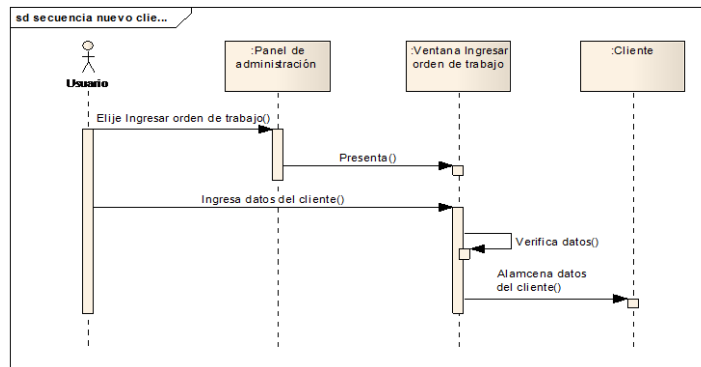 sd secuencia nuevo clie...
Usuario
:Panel de
administración
:Ventana Ingresar
orden de trabajo
:Cliente
Elije Ingresar orden de trabajo()
Presenta()
Ingresa datos del cliente()
Verifica datos()
Alamcena datos
del cliente()